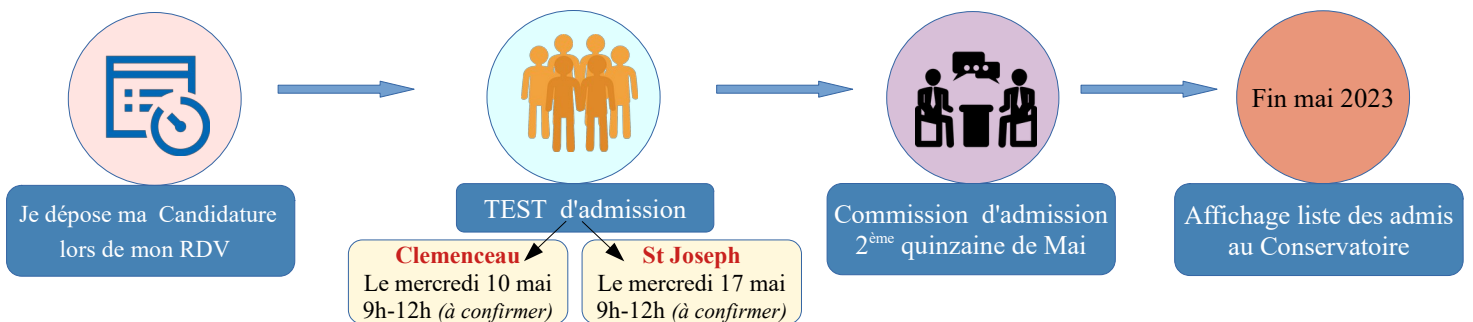 Je dépose ma Candidature
lors de mon RDV
TEST d'admission
Clemenceau
Le mercredi 10 mai
9h-12h (à confirmer)
St Joseph
Le mercredi 17 mai
9h-12h (à confirmer)
Commission d'admission
2ème quinzaine de Mai
Fin mai 2023
Affichage liste des admis
au Conservatoire